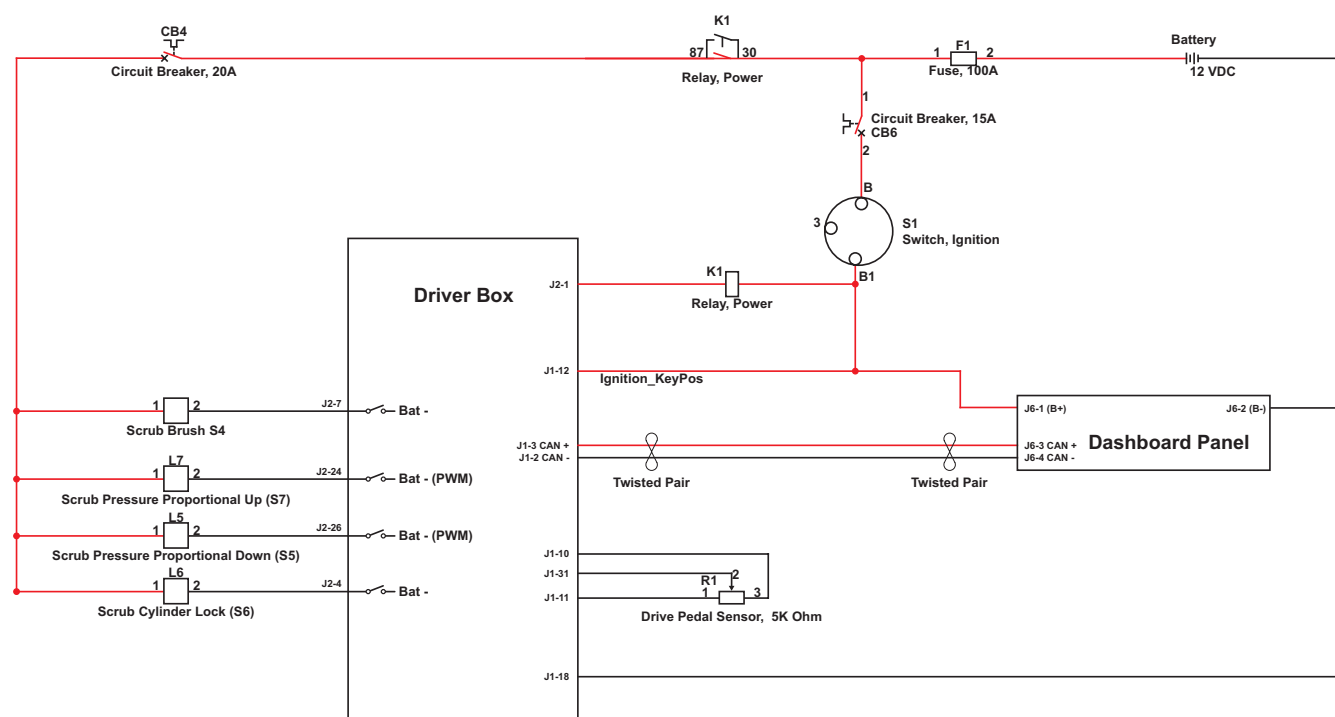 CB4
Circuit Breaker, 20A
K1
87 30
Relay, Power
1 F1 2
Fuse, 100A
Battery
12 VDC
1
Circuit Breaker, 15A
CB6
2
B
3
S1
Switch, Ignition
B1
K1
Relay, Power
Driver Box
J2-1
J1-12
Ignition_KeyPos
1 2
J2-7
Bat -
Scrub Brush S4
L7
1 2
J2-24
Bat - (PWM)
Scrub Pressure Proportional Up (S7)
L5
1 2
J2-26
Bat - (PWM)
Scrub Pressure Proportional Down (S5)
L6
1 2
J2-4
Bat -
Scrub Cylinder Lock (S6)
J1-3 CAN +
J1-2 CAN -
Twisted Pair
Twisted Pair
J6-1 (B+)
J6-2 (B-)
Dashboard Panel
J6-3 CAN +
J6-4 CAN -
J1-10
J1-31
J1-11
R1
2
1 3
Drive Pedal Sensor, 5K Ohm
J1-18